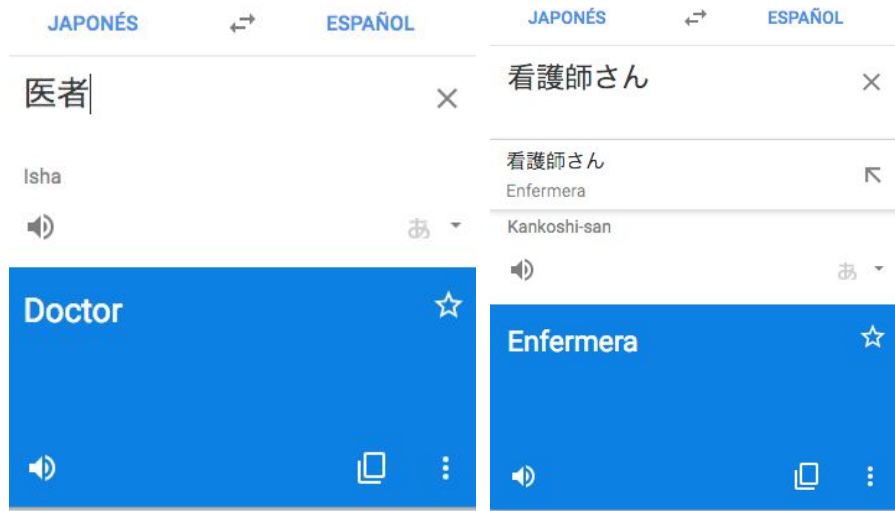 JAPONÉS ESPAÑOL
医者
Isha
あ
Doctor
JAPONÉS ESPAÑOL
看護師さん
看護師さん
Enfermera
Kankoshi-san
あ
Enfermera